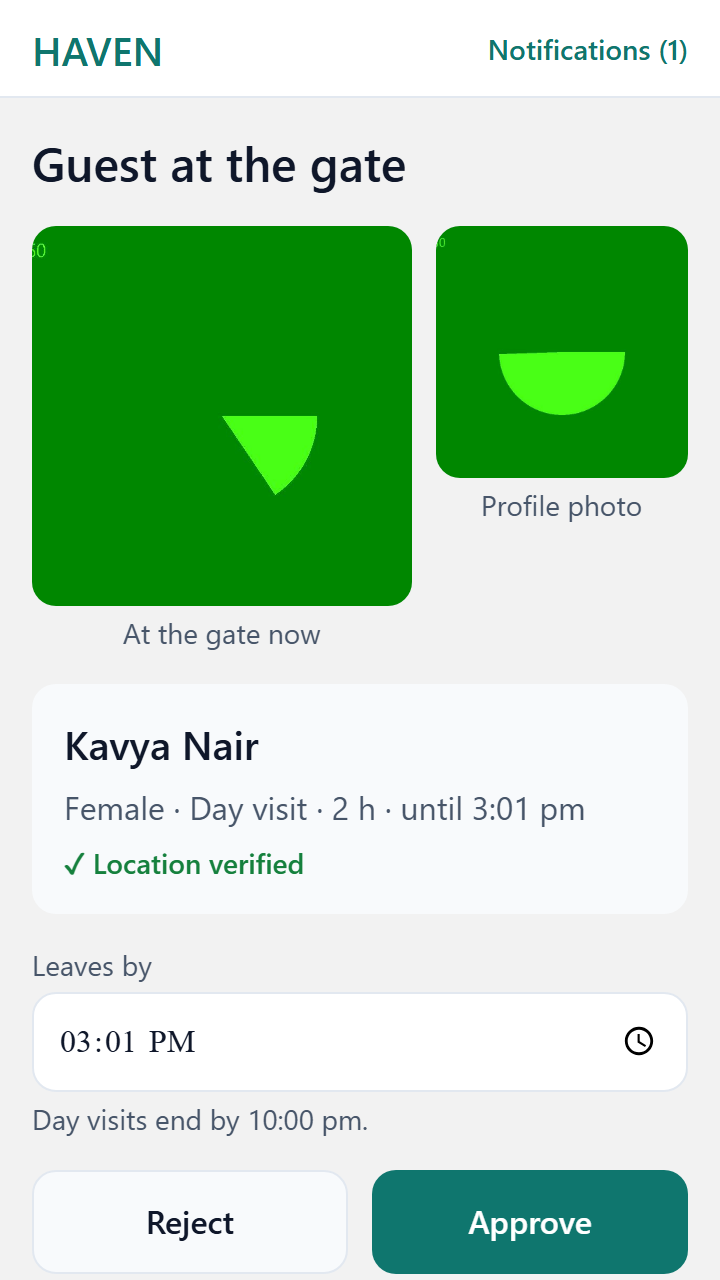 HAVEN
Notifications (1)
Guest at the gate
Profile photo
At the gate now
Kavya Nair
Female · Day visit · 2 h · until 3:01 pm
✓ Location verified
Leaves by
03:01 PM
Day visits end by 10:00 pm.
Reject
Approve